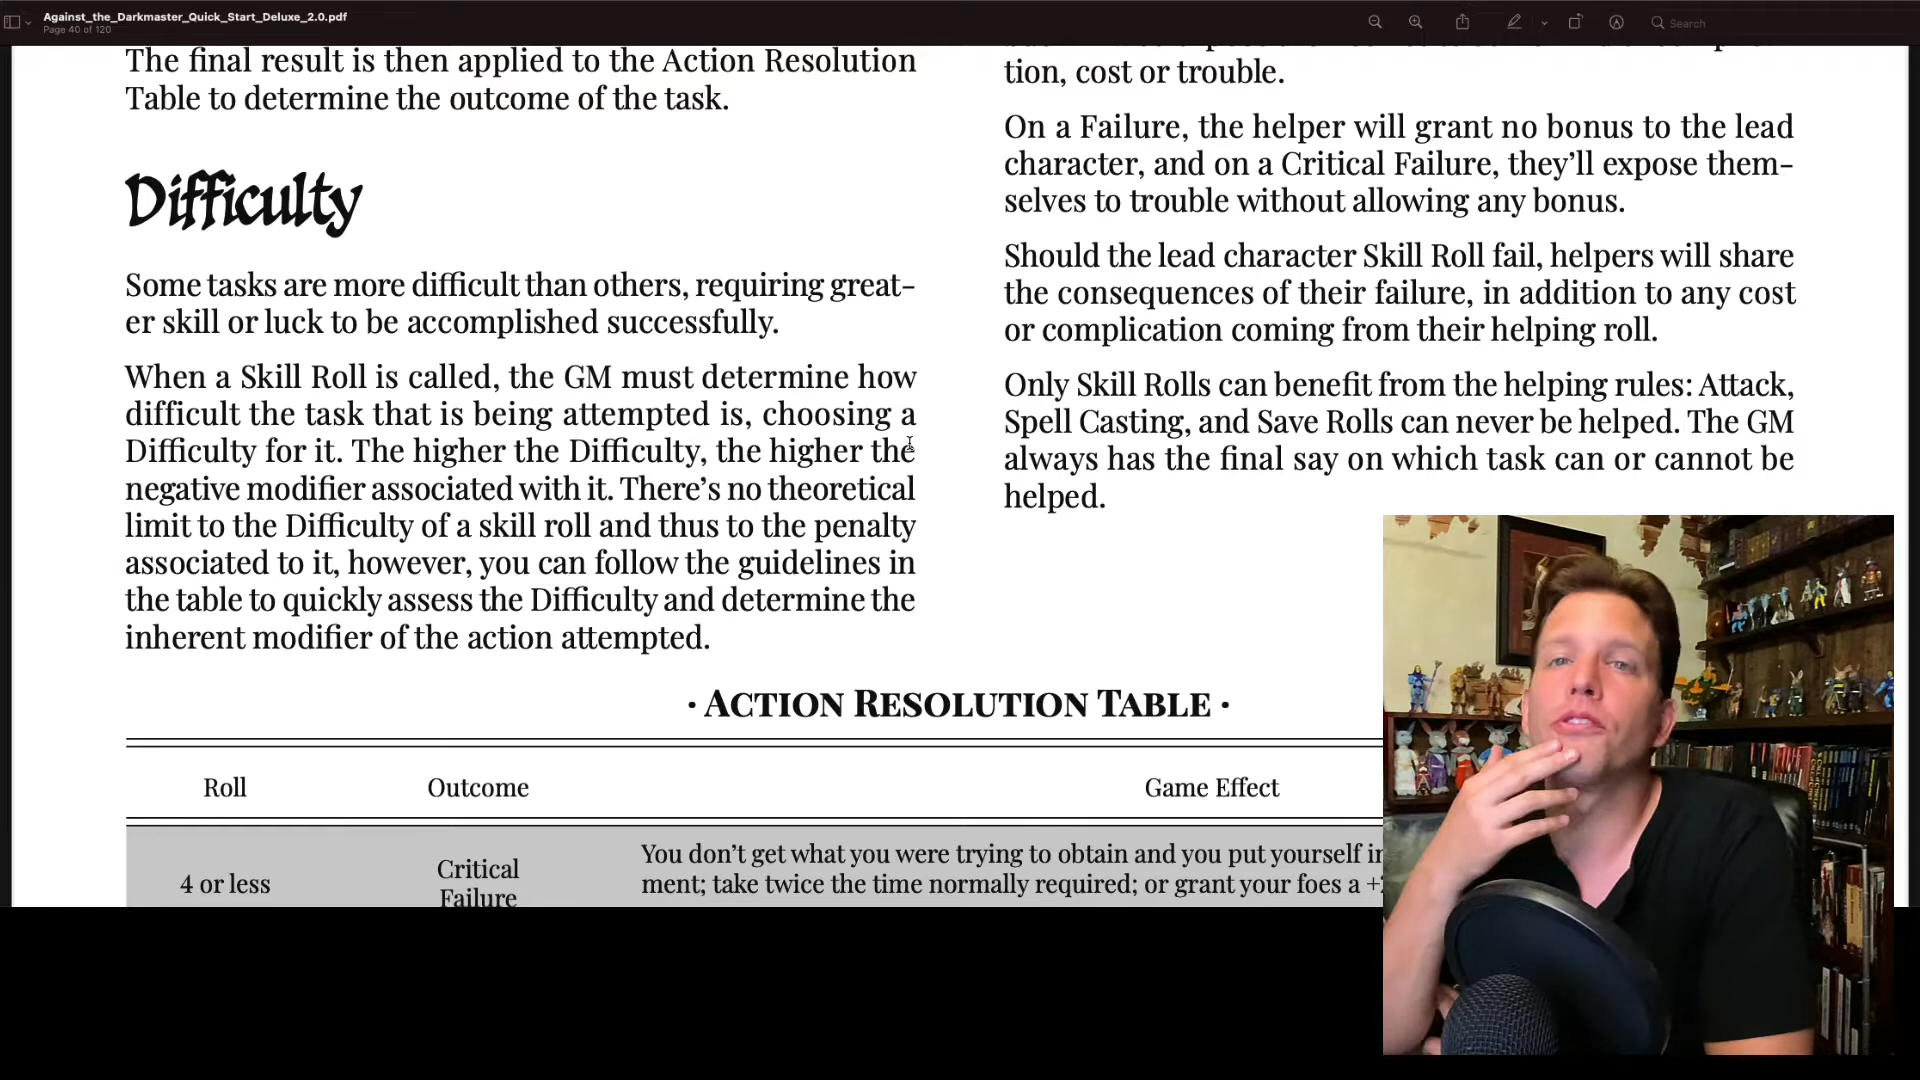 Against_the_Darkmaster_Quick_Start_Deluxe_2.0.pdf
Page 40 of 120
Search
The final result is then applied to the Action Resolution
Table to determine the outcome of the task.
Difficulty
Some tasks are more difficult than others, requiring great-
er skill or luck to be accomplished successfully.
When a Skill Roll is called, the GM must determine how
difficult the task that is being attempted is, choosing a
Difficulty for it. The higher the Difficulty, the higher the
negative modifier associated with it. There's no theoretical
limit to the Difficulty of a skill roll and thus to the penalty
associated to it, however, you can follow the guidelines in
the table to quickly assess the Difficulty and determine the
inherent modifier of the action attempted.
tion, cost or trouble.
On a Failure, the helper will grant no bonus to the lead
character, and on a Critical Failure, they'll expose them-
selves to trouble without allowing any bonus.
Should the lead character Skill Roll fail, helpers will share
the consequences of their failure, in addition to any cost
or complication coming from their helping roll.
Only Skill Rolls can benefit from the helping rules: Attack,
Spell Casting, and Save Rolls can never be helped. The GM
always has the final say on which task can or cannot be
helped.
· Action Resolution Table ·
Roll Outcome Game Effect
4 or less
Critical
Failure
You don't get what you were trying to obtain and you put yourself in
ment; take twice the time normally required; or grant your foes a +